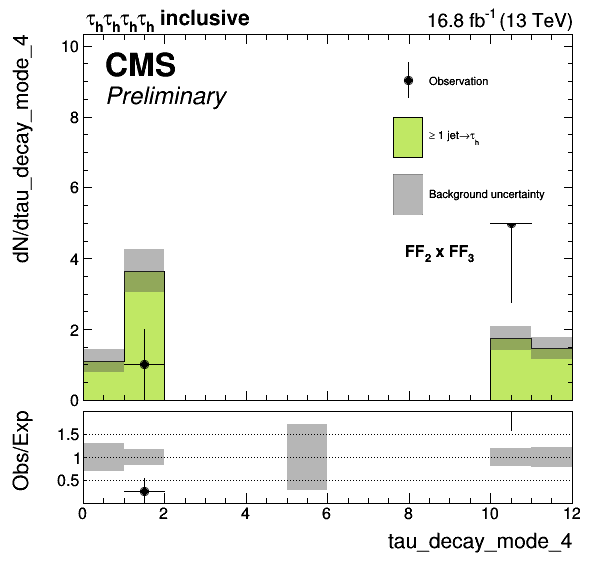 τhτhτhτh inclusive
16.8 fb-1 (13 TeV)
dN/dtau_decay_mode_4
10
8
6
4
2
0
CMS
Preliminary
Observation
≥ 1 jet→τh
Background uncertainty
FF2 x FF3
Obs/Exp
1.5
1
0.5
0 2 4 6 8 10 12
tau_decay_mode_4